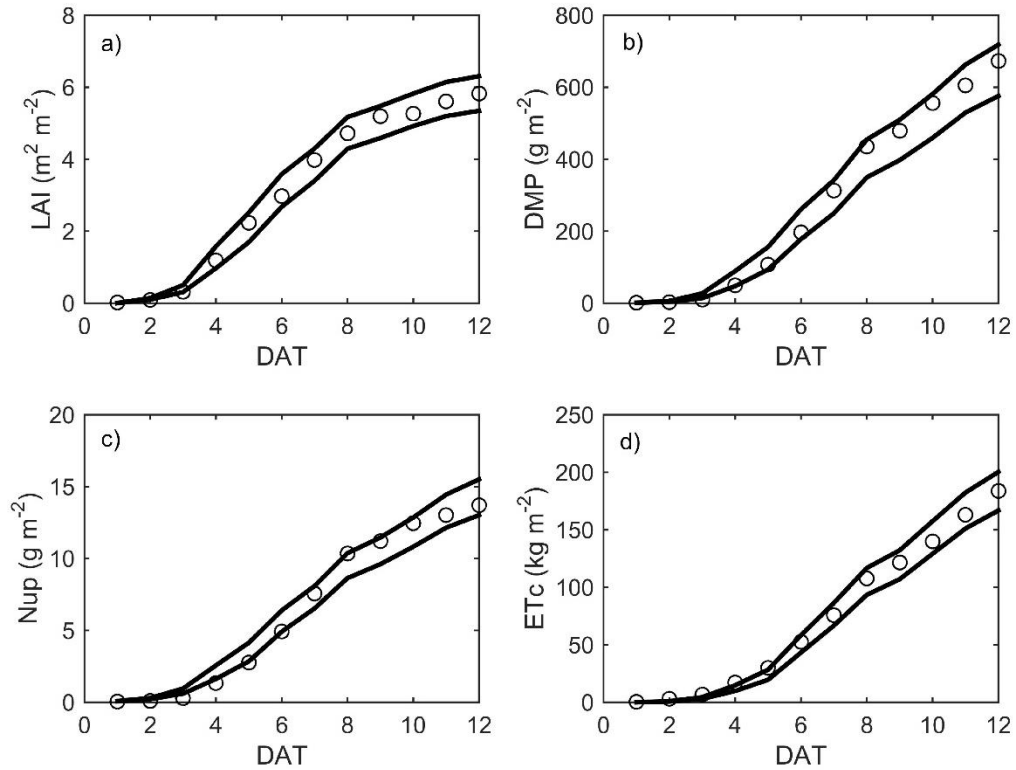 a)
LAI (m² m⁻²)
8
6
4
2
0
0 2 4 6 8 10 12
DAT
b)
DMP (g m⁻²)
800
600
400
200
0
0 2 4 6 8 10 12
DAT
c)
Nup (g m⁻²)
20
15
10
5
0
0 2 4 6 8 10 12
DAT
d)
ETc (kg m⁻²)
250
200
150
100
50
0
0 2 4 6 8 10 12
DAT